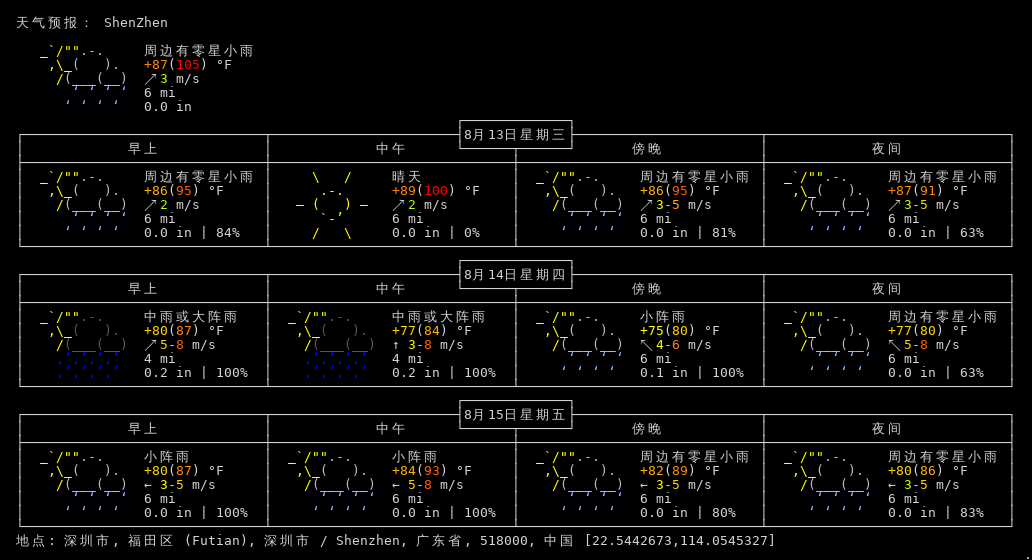 天气预报： ShenZhen
周边有零星小雨
+87(105) °F
↗3 m/s
6 mi
0.0 in
8月13日星期三
早上 中午 傍晚 夜间
周边有零星小雨 晴天 周边有零星小雨 周边有零星小雨
+86(95) °F +89(100) °F +86(95) °F +87(91) °F
↗2 m/s ↗2 m/s ↗3-5 m/s ↗3-5 m/s
6 mi 6 mi 6 mi 6 mi
0.0 in | 84% 0.0 in | 0% 0.0 in | 81% 0.0 in | 63%
8月14日星期四
早上 中午 傍晚 夜间
中雨或大阵雨 中雨或大阵雨 小阵雨 周边有零星小雨
+80(87) °F +77(84) °F +75(80) °F +77(80) °F
↗5-8 m/s ↑ 3-8 m/s ↖4-6 m/s ↖5-8 m/s
4 mi 4 mi 6 mi 6 mi
0.2 in | 100% 0.2 in | 100% 0.1 in | 100% 0.0 in | 63%
8月15日星期五
早上 中午 傍晚 夜间
小阵雨 小阵雨 周边有零星小雨 周边有零星小雨
+80(87) °F +84(93) °F +82(89) °F +80(86) °F
← 3-5 m/s ← 5-8 m/s ← 3-5 m/s ← 3-5 m/s
6 mi 6 mi 6 mi 6 mi
0.0 in | 100% 0.0 in | 100% 0.0 in | 80% 0.0 in | 83%
地点: 深圳市, 福田区 (Futian), 深圳市 / Shenzhen, 广东省, 518000, 中国 [22.5442673,114.0545327]